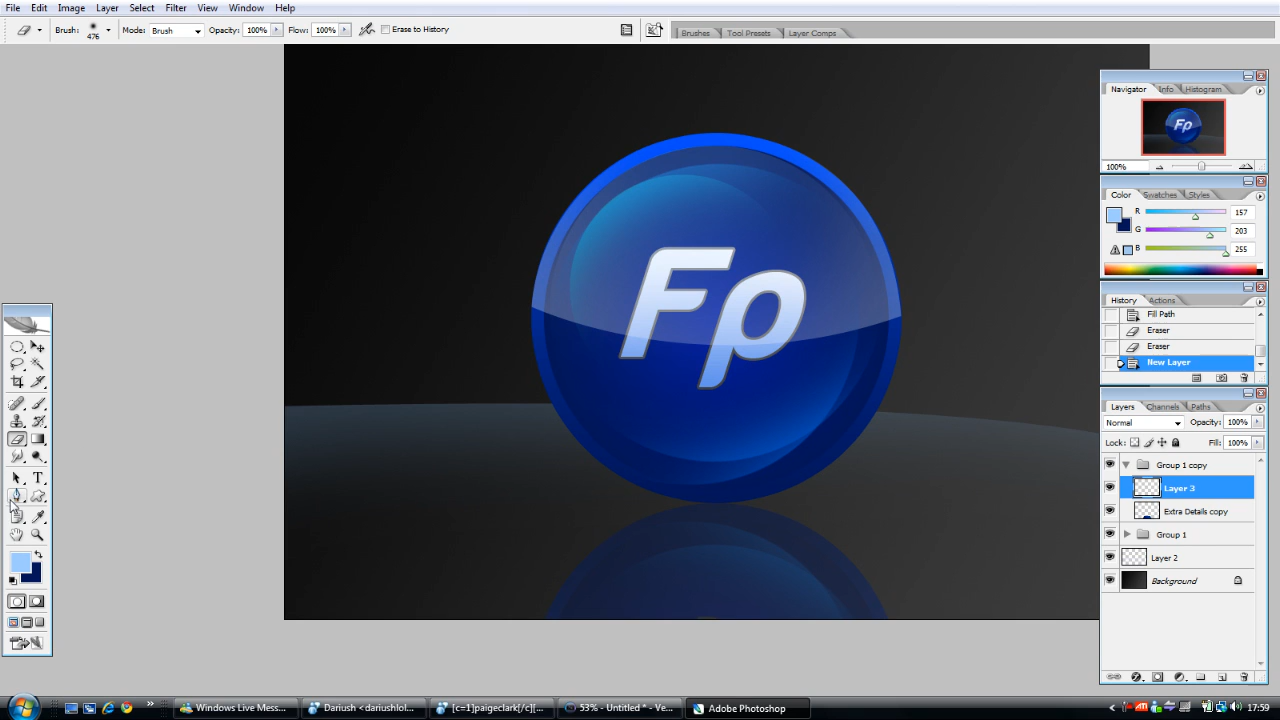 File Edit Image Layer Select Filter View Window Help
Brush: 476 Mode: Brush Opacity: 100% Flow: 100% Erase to History Brushes Tool Presets Layer Comps
Navigator Info Histogram
100%
Color Swatches Styles
R 157
G 203
B 255
Fp
History Actions
Fill Path
Eraser
Eraser
New Layer
Layers Channels Paths
Normal Opacity: 100%
Lock: Fill: 100%
Group 1 copy
Layer 3
Extra Details copy
Group 1
Layer 2
Background
T
Windows Live Mess... Dariush <dariushlo... [c=1]paigeclark[/c][... 53% - Untitled * - Ve... Adobe Photoshop 17:59